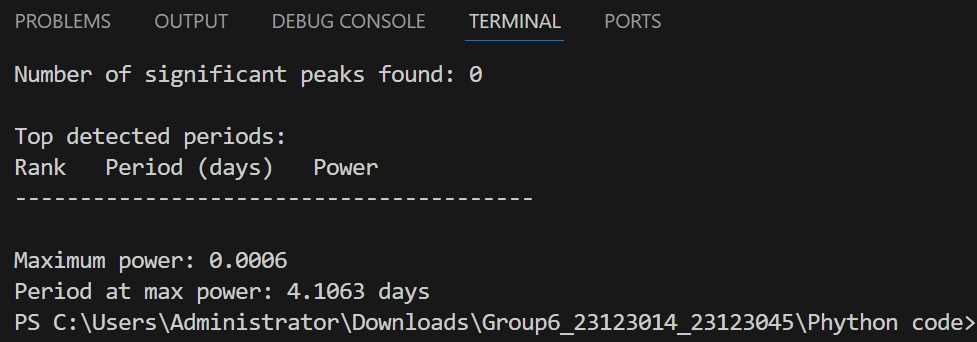 PROBLEMS OUTPUT DEBUG CONSOLE TERMINAL PORTS
Number of significant peaks found: 0
Top detected periods:
Rank   Period (days)   Power
----------------------------------------
Maximum power: 0.0006
Period at max power: 4.1063 days
PS C:\Users\Administrator\Downloads\Group6_23123014_23123045\Phython code>